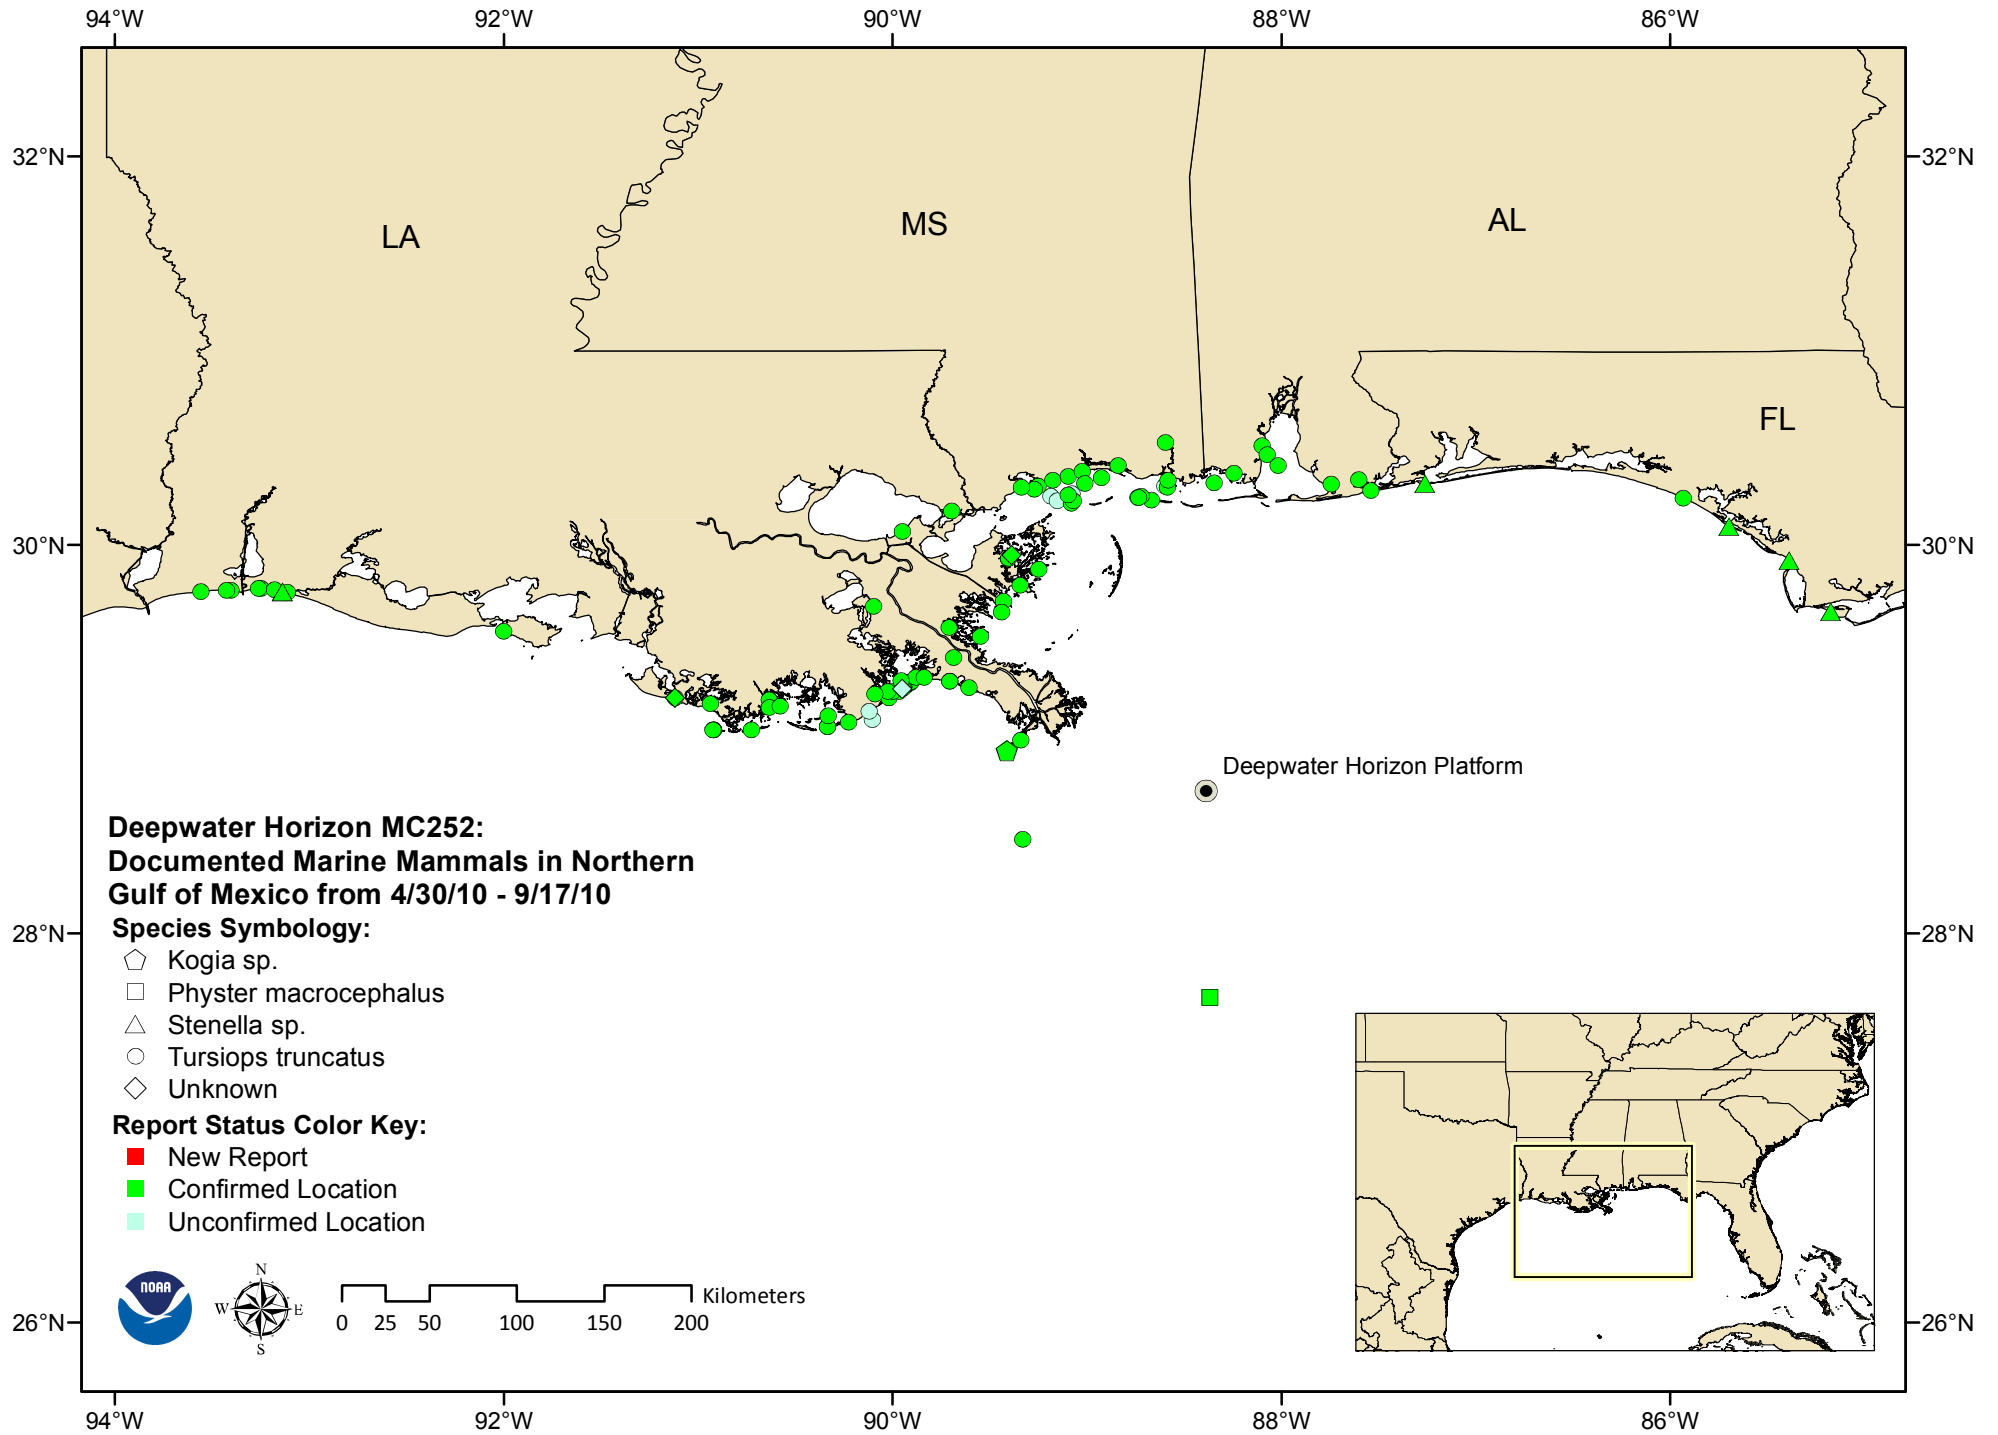 94°W 92°W 90°W 88°W 86°W
32°N 32°N
LA MS AL
FL
30°N 30°N
Deepwater Horizon Platform
Deepwater Horizon MC252:
Documented Marine Mammals in Northern
Gulf of Mexico from 4/30/10 - 9/17/10
Species Symbology:
28°N 28°N
Kogia sp.
Physter macrocephalus
Stenella sp.
Tursiops truncatus
Unknown
Report Status Color Key:
New Report
Confirmed Location
Unconfirmed Location
NOAA
N
W E
S
Kilometers
0 25 50 100 150 200
26°N 26°N
94°W 92°W 90°W 88°W 86°W